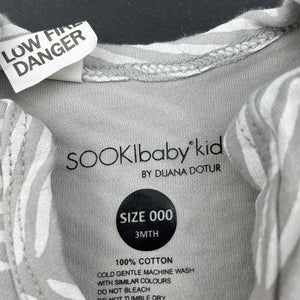 LOW FIRE
DANGER
SOOKIbaby® kid
BY DIJANA DOTUR
SIZE 000
3MTH
100% COTTON
COLD GENTLE MACHINE WASH
WITH SIMILAR COLOURS
DO NOT BLEACH
DO NOT TUMBLE DRY